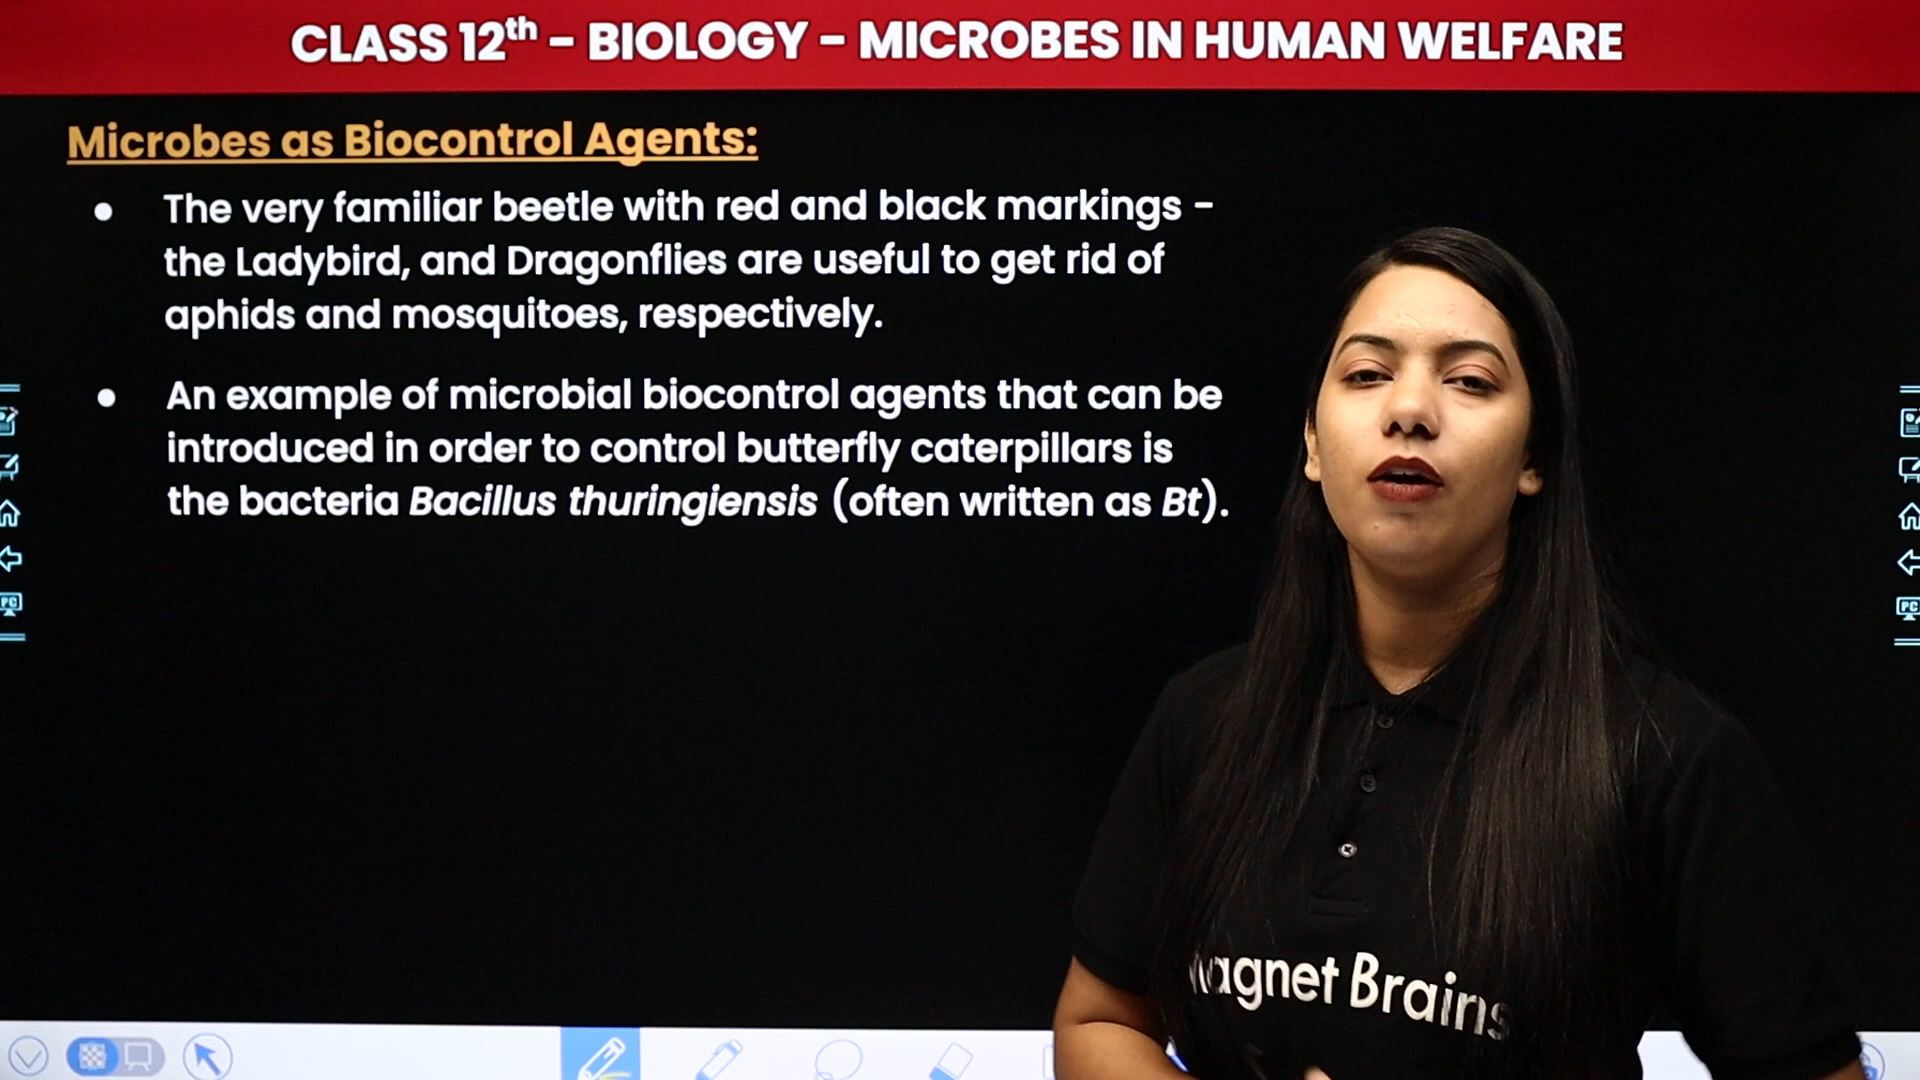 CLASS 12th – BIOLOGY – MICROBES IN HUMAN WELFARE
Microbes as Biocontrol Agents:
● The very familiar beetle with red and black markings –
the Ladybird, and Dragonflies are useful to get rid of
aphids and mosquitoes, respectively.
● An example of microbial biocontrol agents that can be
introduced in order to control butterfly caterpillars is
the bacteria Bacillus thuringiensis (often written as Bt).
PC
PC
agnet Brains